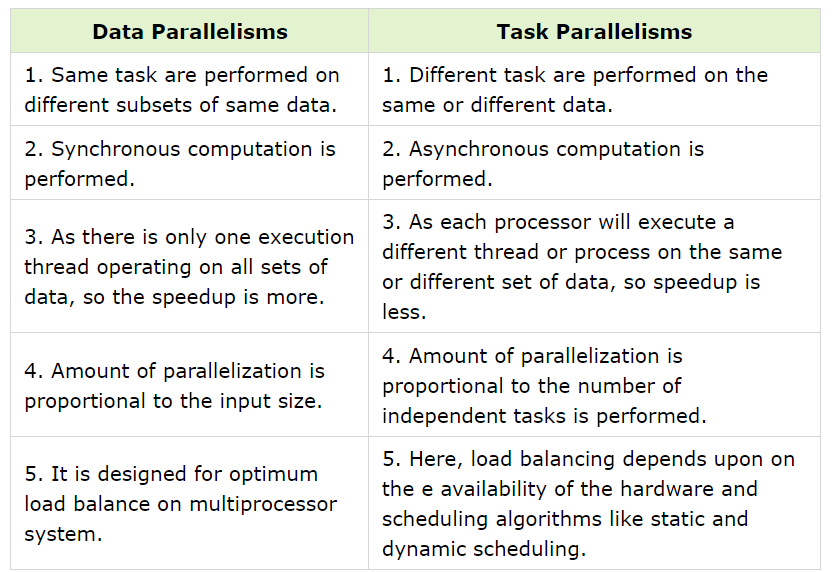 Data Parallelisms
Task Parallelisms
1. Same task are performed on
different subsets of same data.
1. Different task are performed on the
same or different data.
2. Synchronous computation is
performed.
2. Asynchronous computation is
performed.
3. As there is only one execution
thread operating on all sets of
data, so the speedup is more.
3. As each processor will execute a
different thread or process on the same
or different set of data, so speedup is
less.
4. Amount of parallelization is
proportional to the input size.
4. Amount of parallelization is
proportional to the number of
independent tasks is performed.
5. It is designed for optimum
load balance on multiprocessor
system.
5. Here, load balancing depends upon on
the e availability of the hardware and
scheduling algorithms like static and
dynamic scheduling.